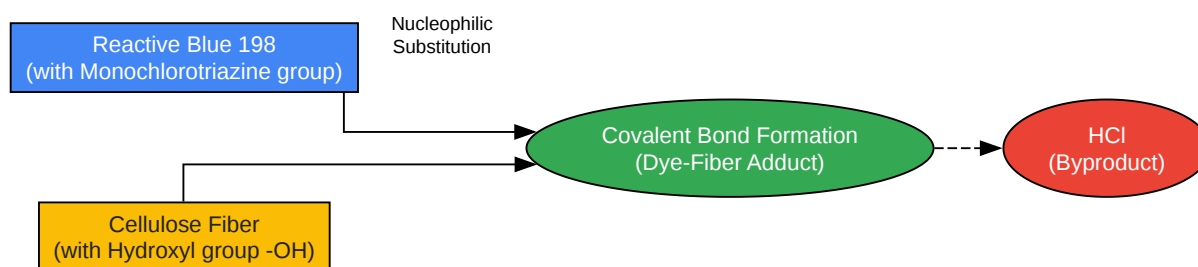 Reactive Blue 198
(with Monochlorotriazine group)
Nucleophilic
Substitution
Covalent Bond Formation
(Dye-Fiber Adduct)
HCl
(Byproduct)
Cellulose Fiber
(with Hydroxyl group -OH)